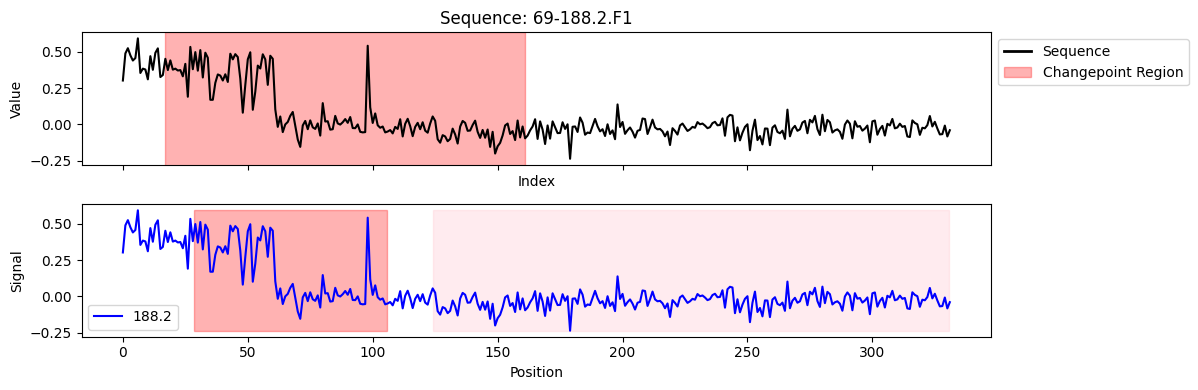 Sequence: 69-188.2.F1
Value
0.50
0.25
0.00
−0.25
Index
Sequence
Changepoint Region
Signal
0.50
0.25
0.00
−0.25
188.2
0 50 100 150 200 250 300
Position